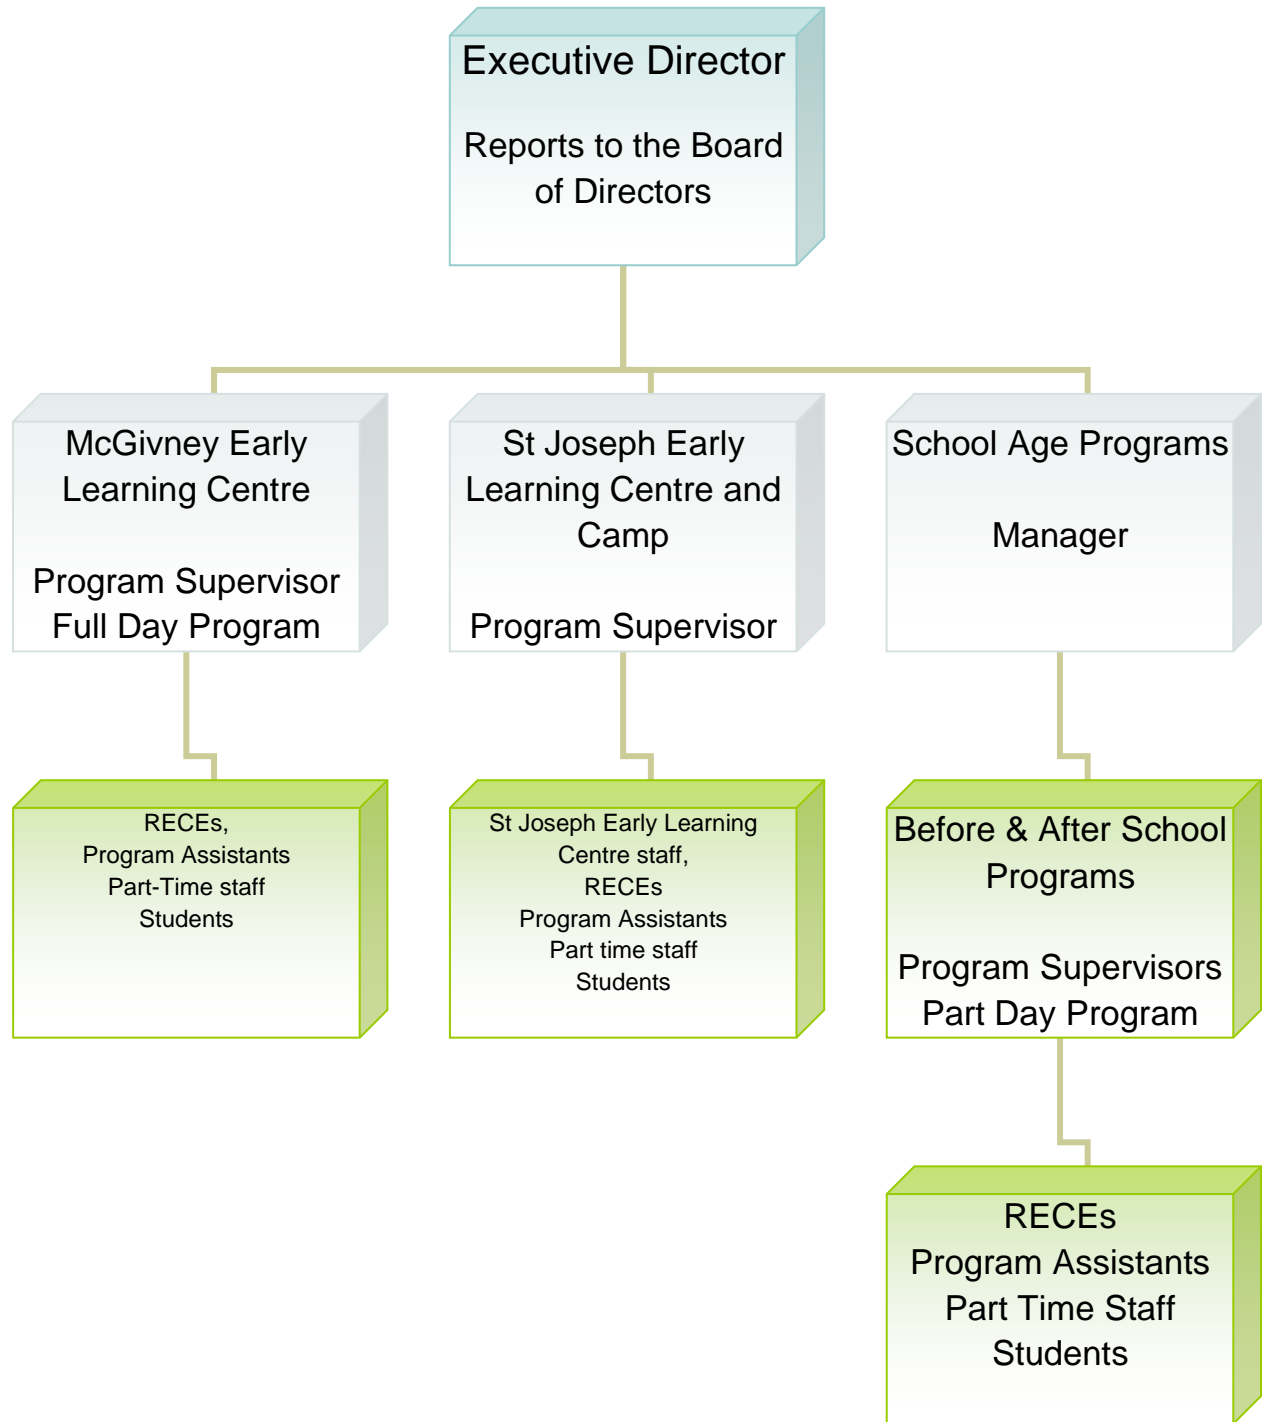 Executive Director
Reports to the Board
of Directors
McGivney Early
Learning Centre
Program Supervisor
Full Day Program
St Joseph Early
Learning Centre and
Camp
Program Supervisor
School Age Programs
Manager
RECEs,
Program Assistants
Part-Time staff
Students
St Joseph Early Learning
Centre staff,
RECEs
Program Assistants
Part time staff
Students
Before & After School
Programs
Program Supervisors
Part Day Program
RECEs
Program Assistants
Part Time Staff
Students